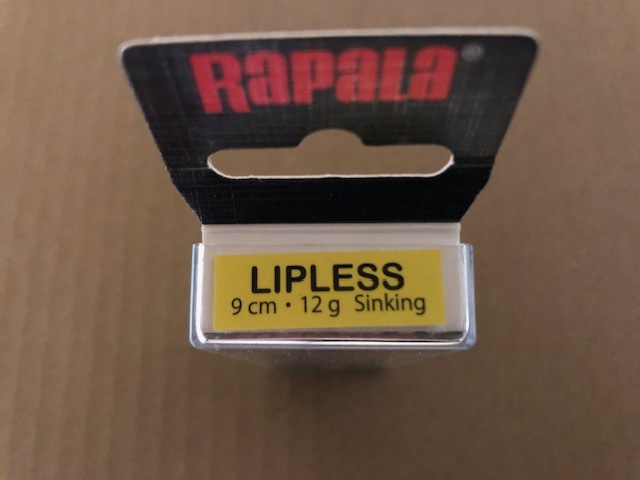 Rapala®
LIPLESS
9 cm · 12 g Sinking